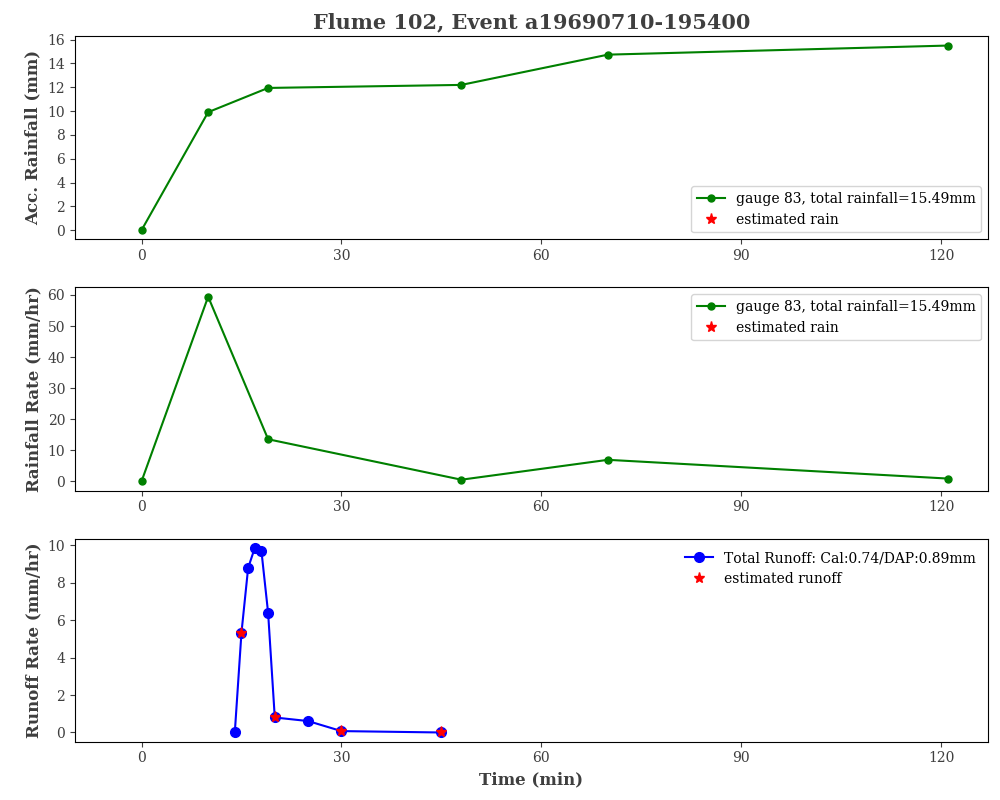 Flume 102, Event a19690710-195400
Acc. Rainfall (mm)
16
14
12
10
8
6
4
2
0
gauge 83, total rainfall=15.49mm
estimated rain
0 30 60 90 120
Rainfall Rate (mm/hr)
60
50
40
30
20
10
0
gauge 83, total rainfall=15.49mm
estimated rain
0 30 60 90 120
Runoff Rate (mm/hr)
10
8
6
4
2
0
Total Runoff: Cal:0.74/DAP:0.89mm
estimated runoff
0 30 60 90 120
Time (min)